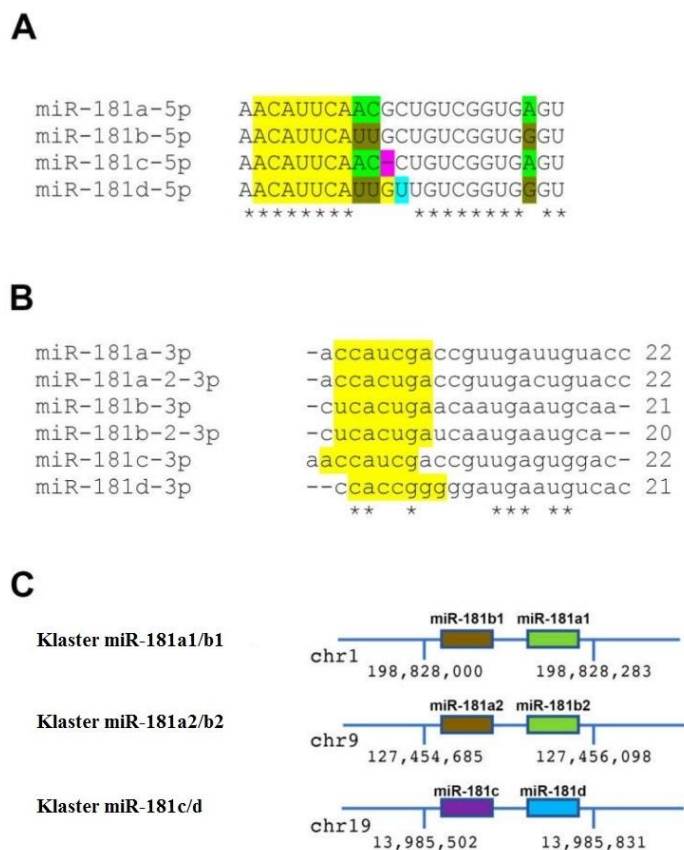 A
miR-181a-5p AACAUUCAACGCUGUCGGUGAGU
miR-181b-5p AACAUUCAUUGCUGUCGGUGGGU
miR-181c-5p AACAUUCAAC-CUGUCGGUGAGU
miR-181d-5p AACAUUCAUUGUUGUCGGUGGGU
******** ******** **
B
miR-181a-3p -accaucgaccguugauuguacc 22
miR-181a-2-3p -accacugaccguugacuguacc 22
miR-181b-3p -cucacugaacaaugaaugcaa- 21
miR-181b-2-3p -cucacugaucaaugaaugca-- 20
miR-181c-3p aaccaucgaccguugaguggac- 22
miR-181d-3p --ccaccgggggaugaaugucac 21
** * *** **
C
Klaster miR-181a1/b1
miR-181b1 miR-181a1
chr1
198,828,000 198,828,283
Klaster miR-181a2/b2
miR-181a2 miR-181b2
chr9
127,454,685 127,456,098
Klaster miR-181c/d
miR-181c miR-181d
chr19
13,985,502 13,985,831